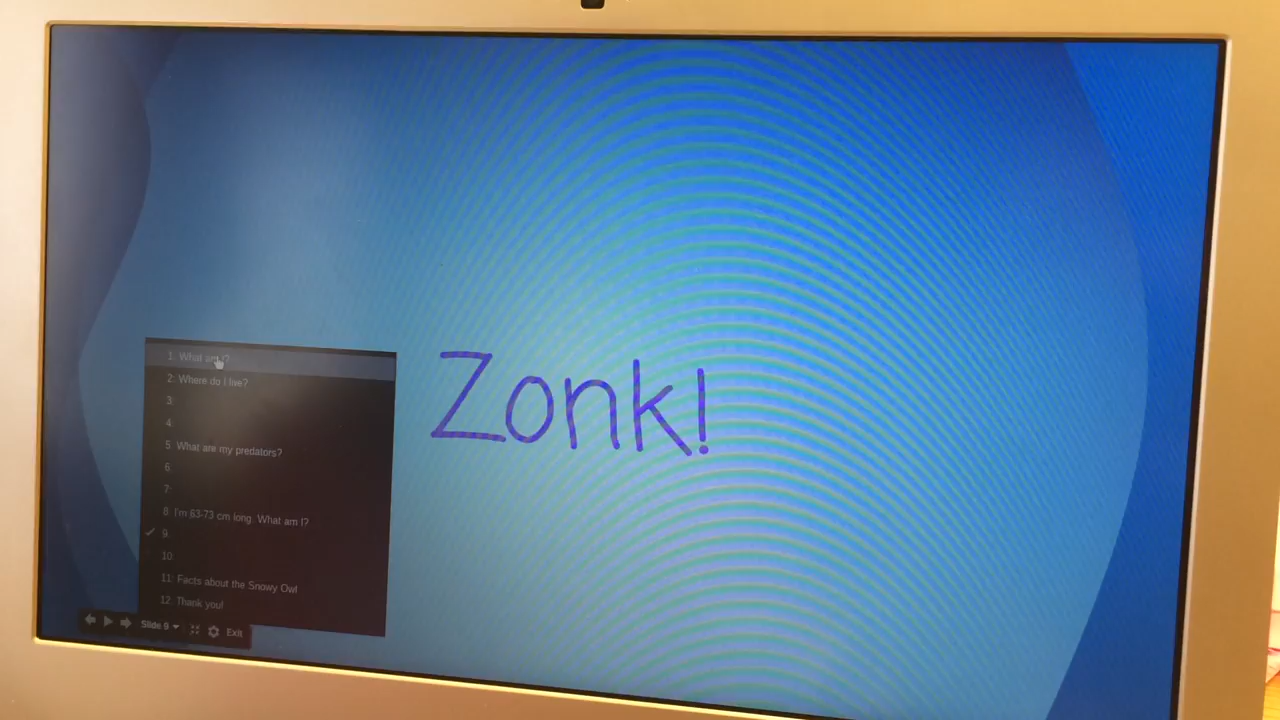 Zonk!
1: What am I?
2: Where do I live?
3:
4:
5: What are my predators?
6:
7:
8: I'm 63-73 cm long. What am I?
9:
10:
11: Facts about the Snowy Owl
12: Thank you!
Slide 9
Exit